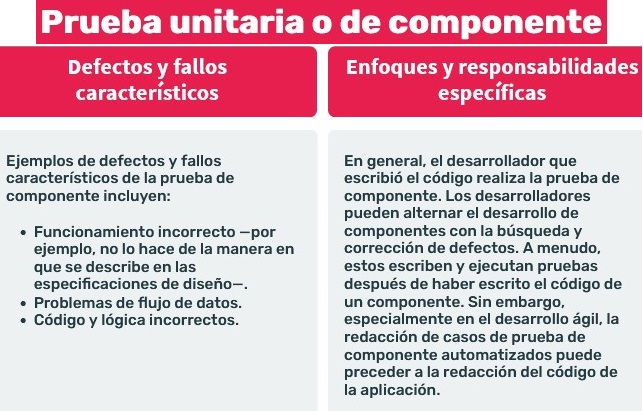 Prueba unitaria o de componente
Defectos y fallos
característicos
Ejemplos de defectos y fallos
característicos de la prueba de
componente incluyen:
• Funcionamiento incorrecto —por
ejemplo, no lo hace de la manera en
que se describe en las
especificaciones de diseño—.
• Problemas de flujo de datos.
• Código y lógica incorrectos.
Enfoques y responsabilidades
específicas
En general, el desarrollador que
escribió el código realiza la prueba de
componente. Los desarrolladores
pueden alternar el desarrollo de
componentes con la búsqueda y
corrección de defectos. A menudo,
estos escriben y ejecutan pruebas
después de haber escrito el código de
un componente. Sin embargo,
especialmente en el desarrollo ágil, la
redacción de casos de prueba de
componente automatizados puede
preceder a la redacción del código de
la aplicación.